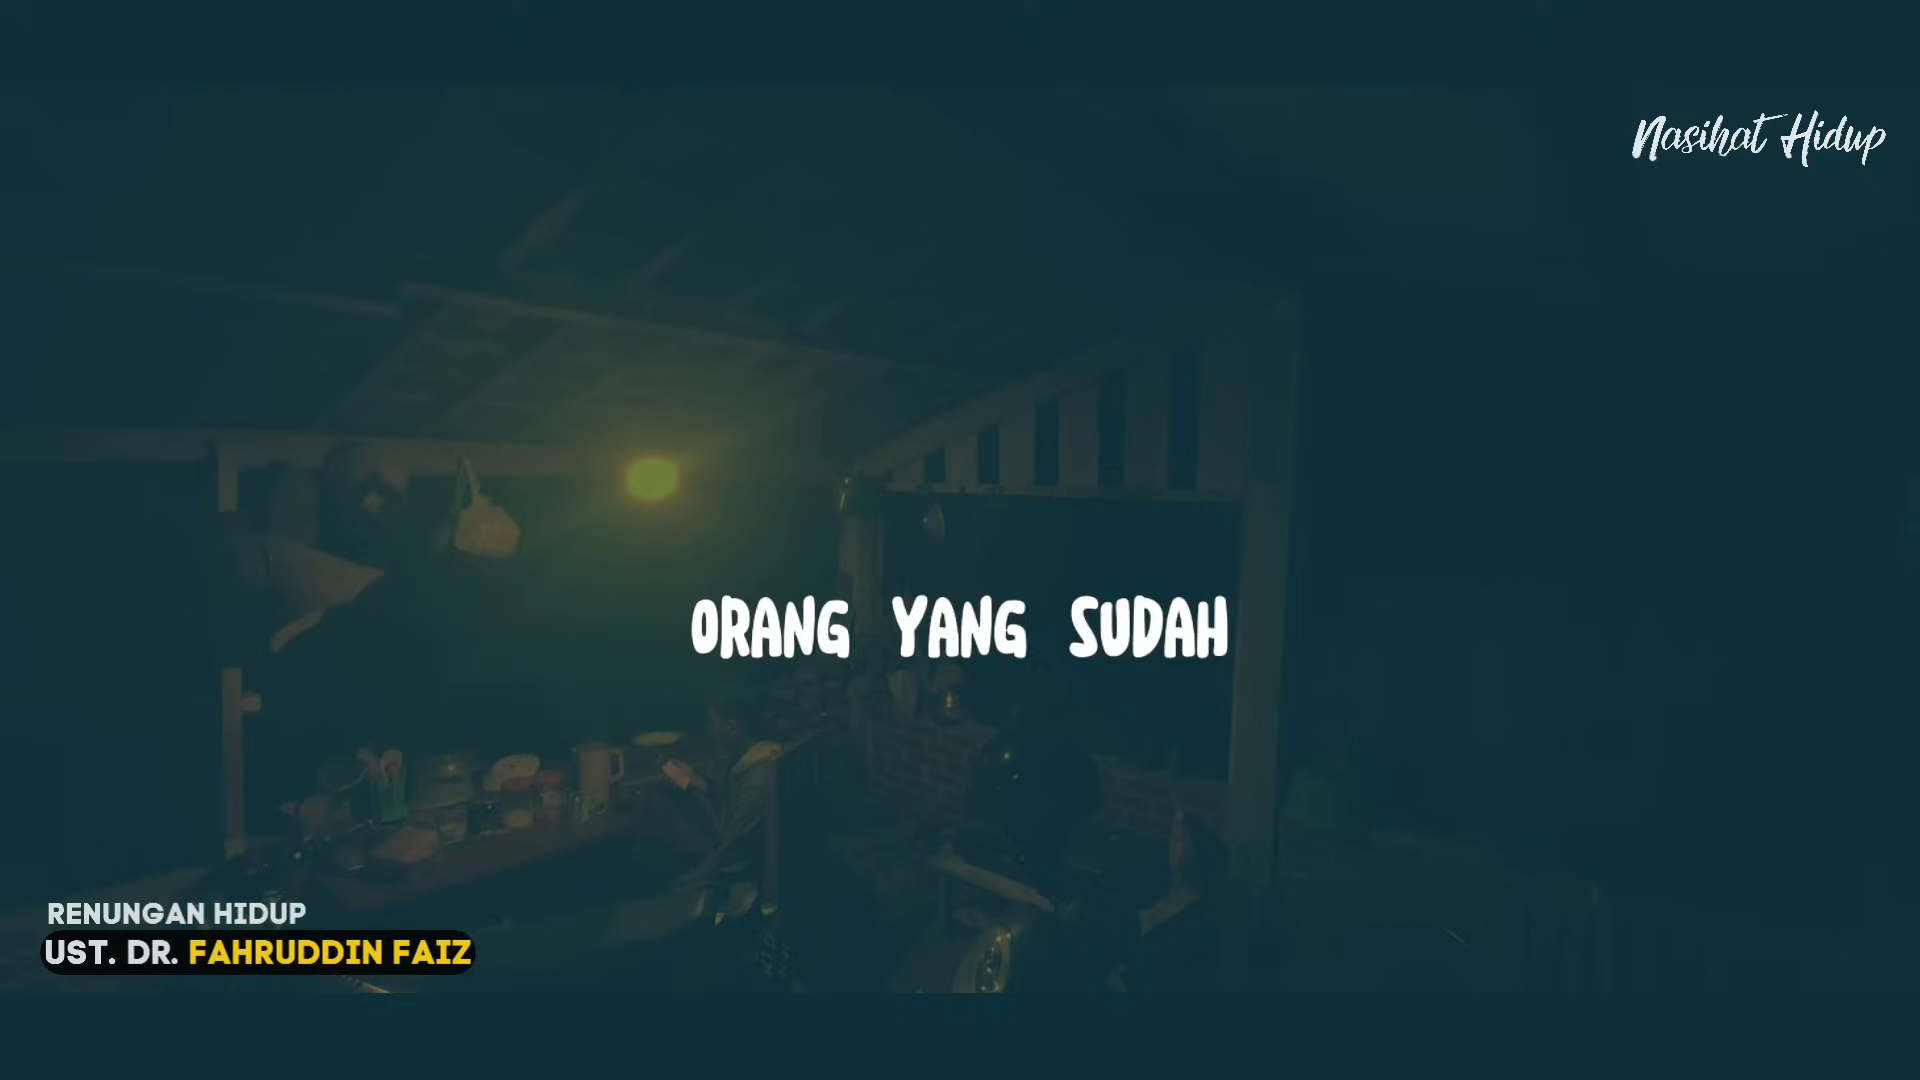 Nasihat Hidup
ORANG YANG SUDAH
RENUNGAN HIDUP
UST. DR. FAHRUDDIN FAIZ